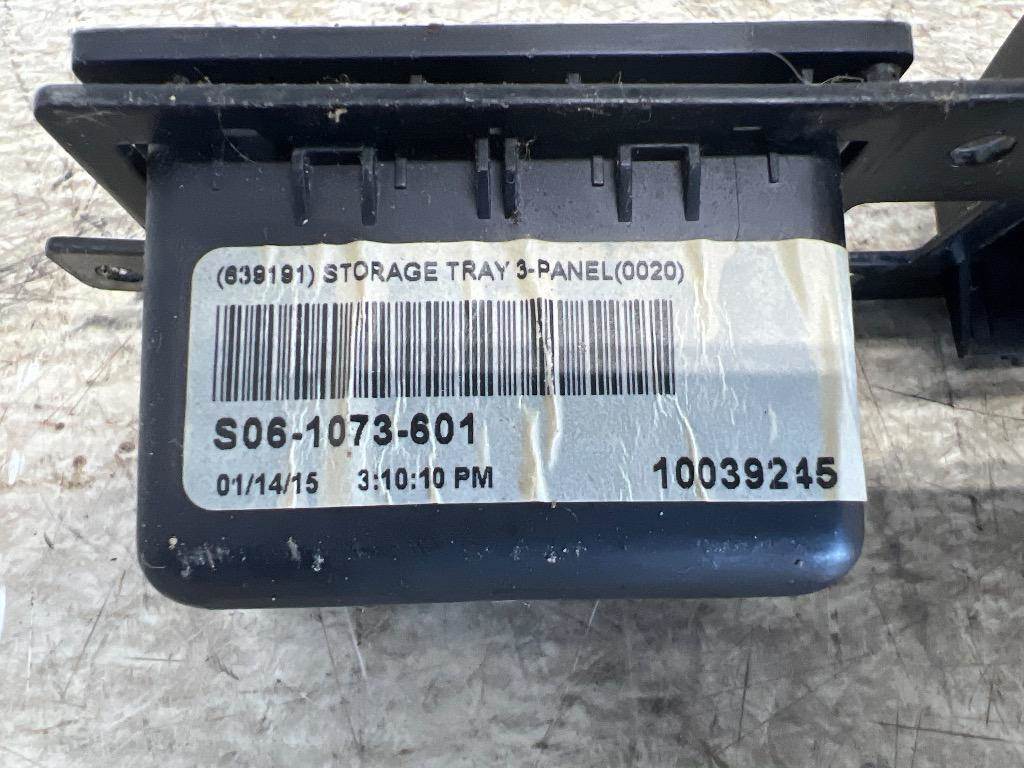 (639191) STORAGE TRAY 3-PANEL(0020)
S06-1073-601
01/14/15 3:10:10 PM
10039245